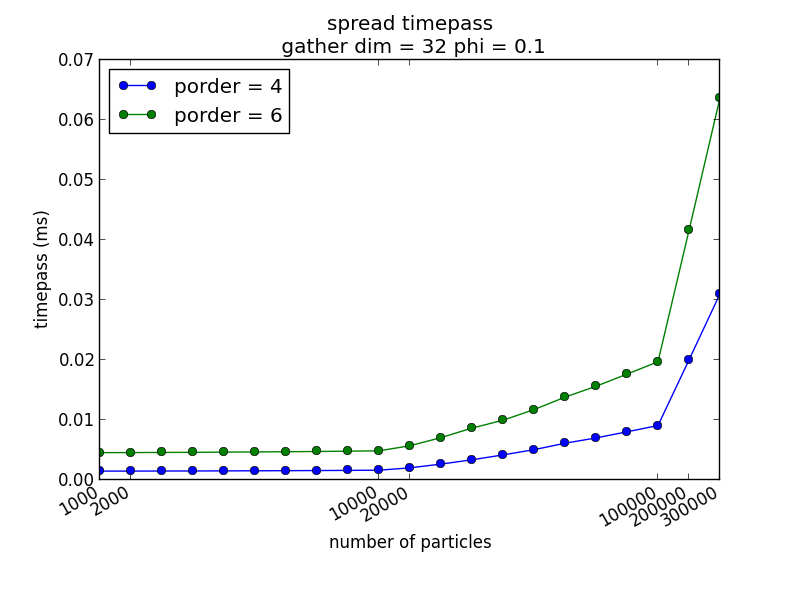 spread timepass
gather dim = 32 phi = 0.1
porder = 4
porder = 6
timepass (ms)
0.07
0.06
0.05
0.04
0.03
0.02
0.01
0.00
1000
2000
10000
20000
100000
200000
300000
number of particles